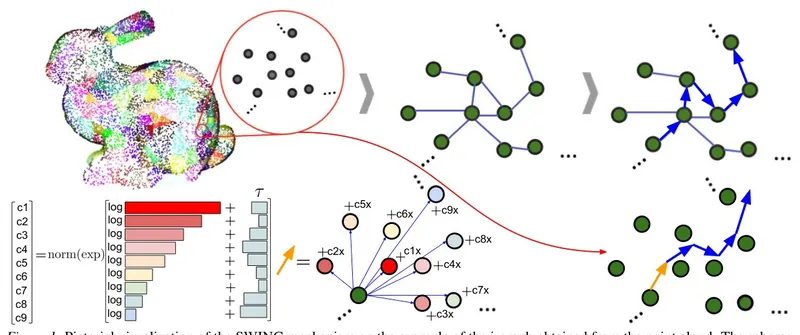 τ
c1
c2
c3
c4
c5
c6
c7
c8
c9
= norm(exp)
log +
log +
log +
log +
log +
log +
log +
log +
log +
=
+c5x
+c6x
+c9x
+c8x
+c2x
+c1x
+c4x
+c7x
+c3x